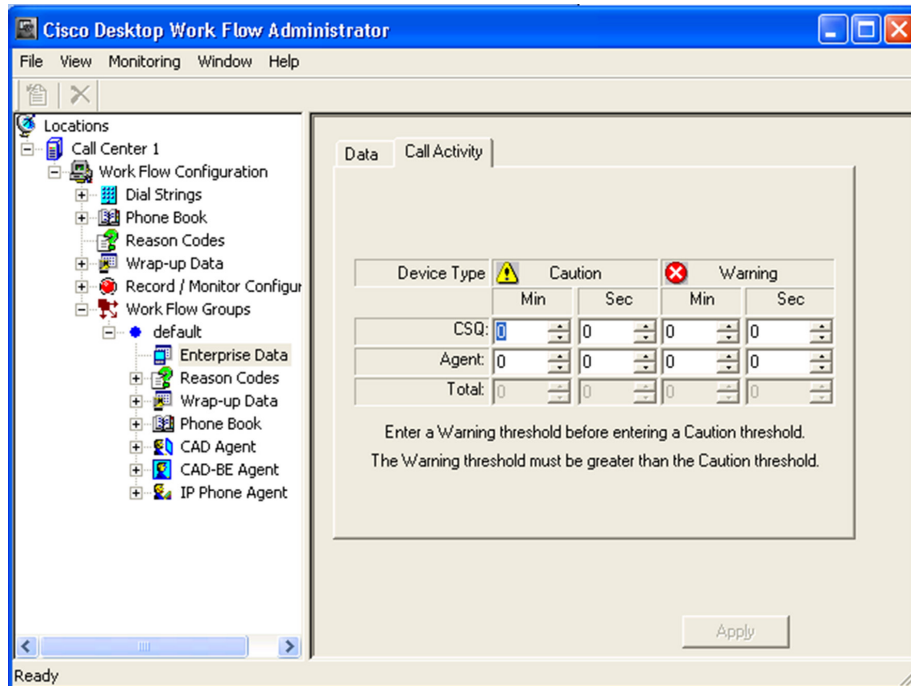 Cisco Desktop Work Flow Administrator
File View Monitoring Window Help
Locations
Call Center 1
Work Flow Configuration
Dial Strings
Phone Book
Reason Codes
Wrap-up Data
Record / Monitor Configur
Work Flow Groups
default
Enterprise Data
Reason Codes
Wrap-up Data
Phone Book
CAD Agent
CAD-BE Agent
IP Phone Agent
Data Call Activity
Device Type Caution Warning
Min Sec Min Sec
CSQ: 0 0 0 0
Agent: 0 0 0 0
Total: 0 0 0 0
Enter a Warning threshold before entering a Caution threshold.
The Warning threshold must be greater than the Caution threshold.
Apply
Ready